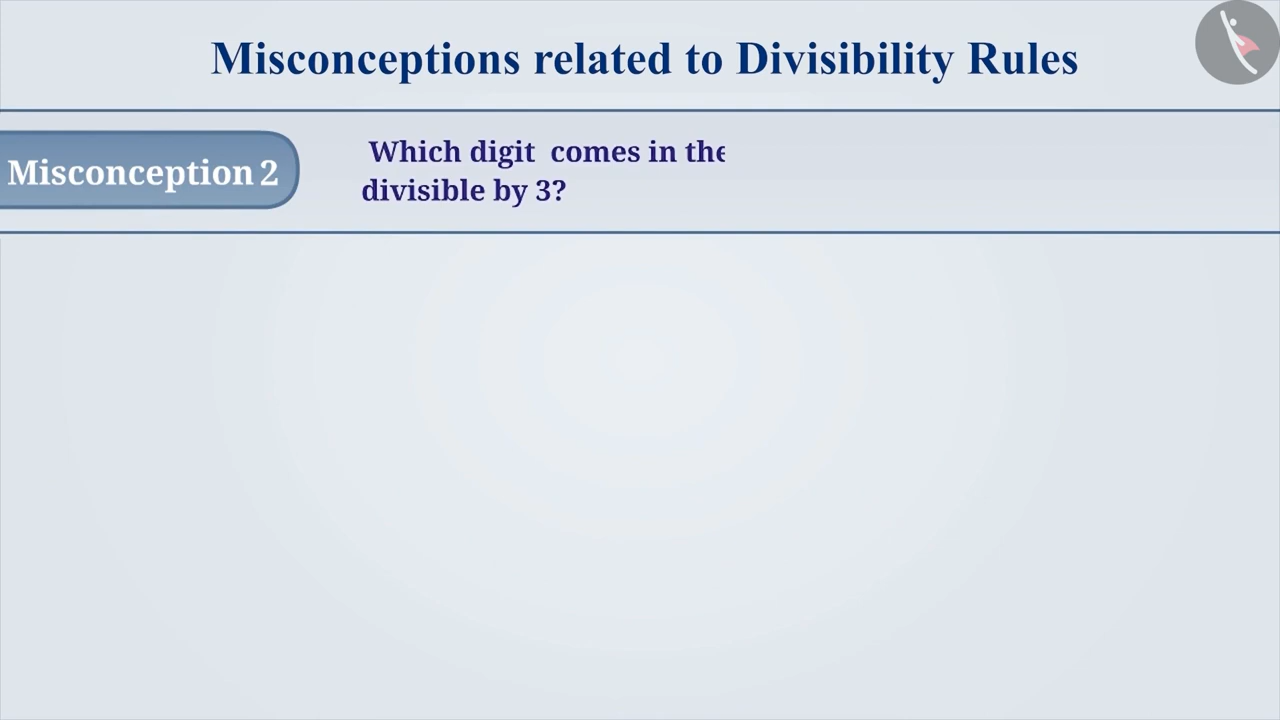 Misconceptions related to Divisibility Rules
Misconception 2
Which digit comes in the
divisible by 3?